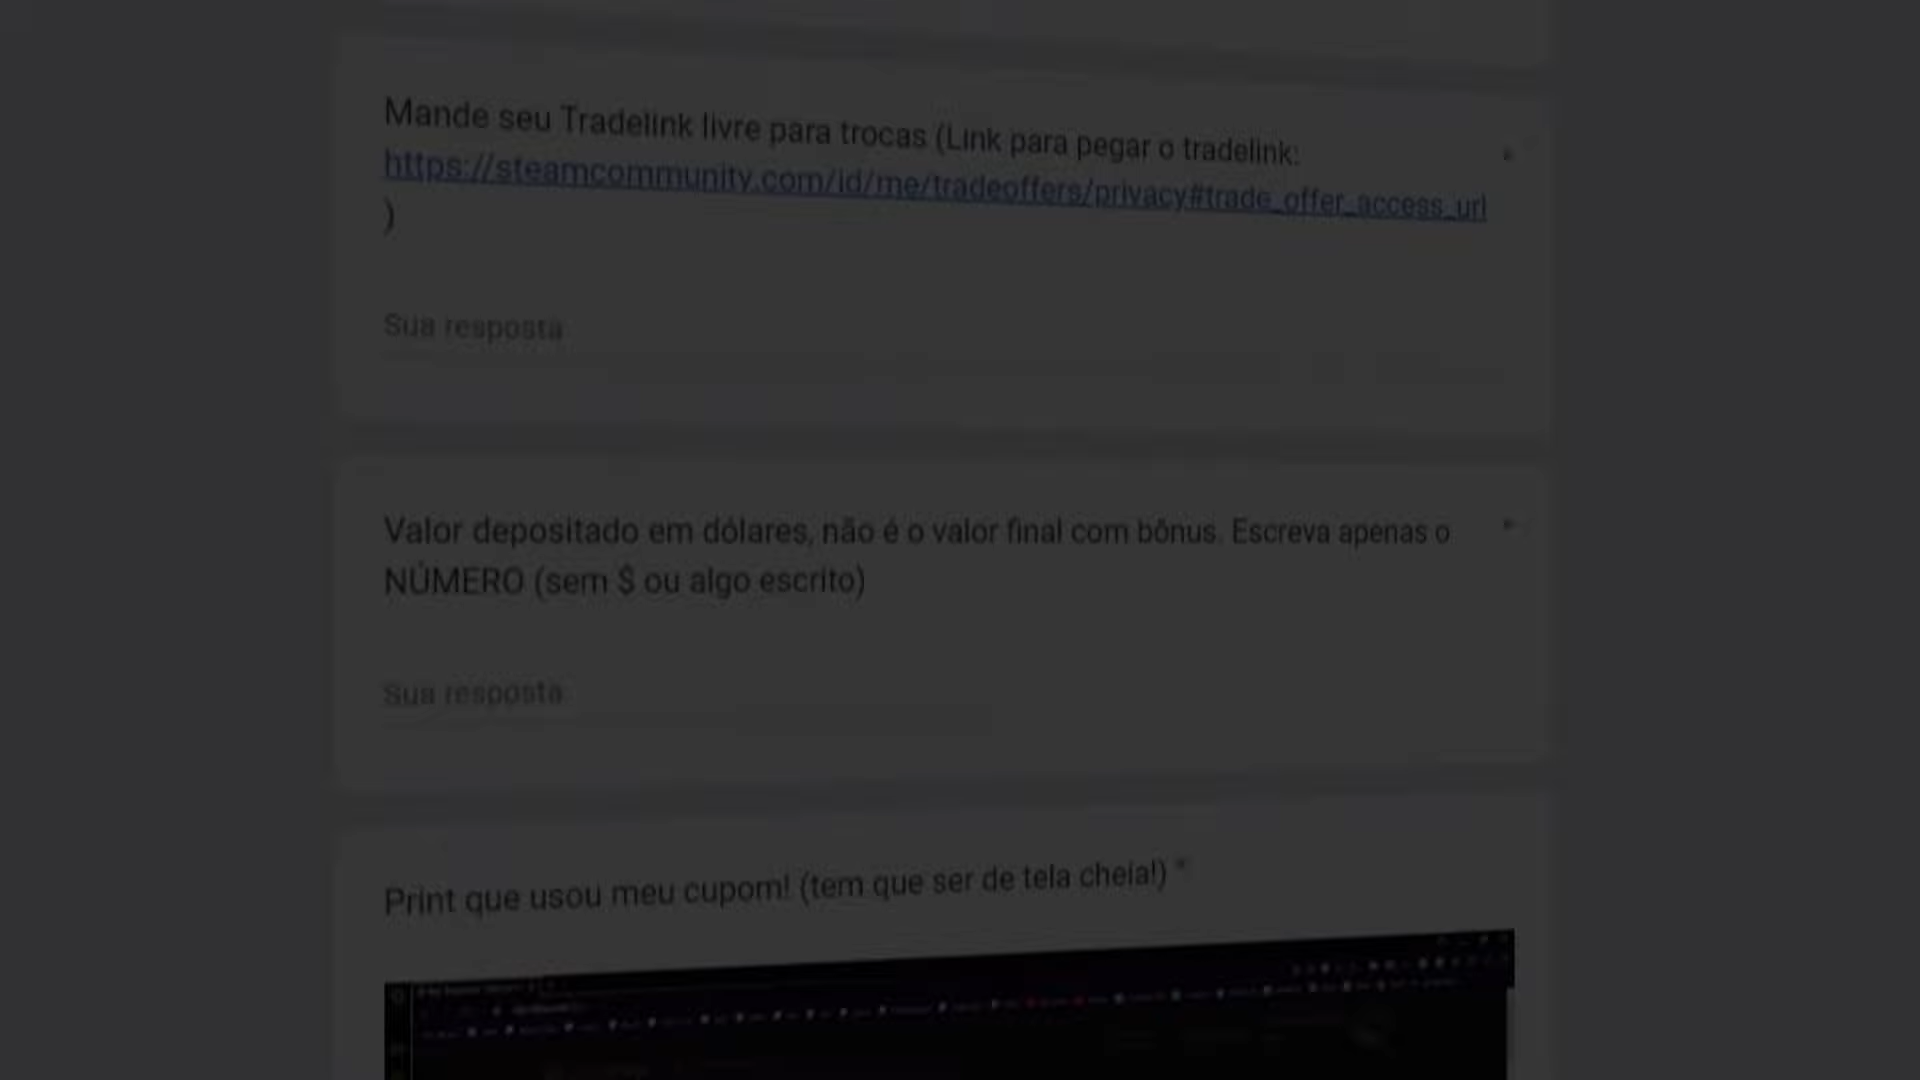 Mande seu Tradelink livre para trocas (Link para pegar o tradelink: *
https://steamcommunity.com/id/me/tradeoffers/privacy#trade_offer_access_url
)
Sua resposta
Valor depositado em dólares, não é o valor final com bônus. Escreva apenas o *
NÚMERO (sem $ ou algo escrito)
Sua resposta
Print que usou meu cupom! (tem que ser de tela cheia!) *